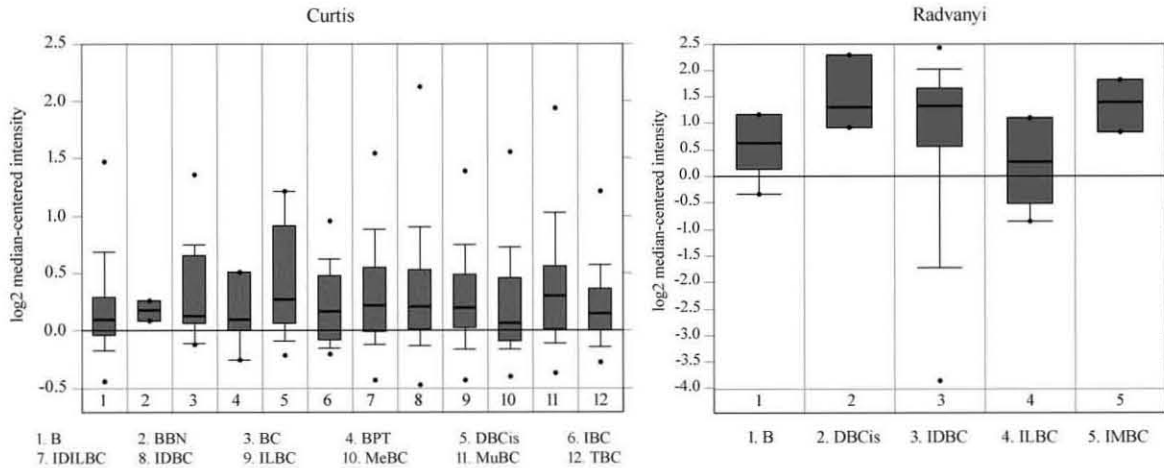 Curtis
log2 median-centered intensity
2.5
2.0
1.5
1.0
0.5
0.0
-0.5
1 2 3 4 5 6 7 8 9 10 11 12
1. B 2. BBN 3. BC 4. BPT 5. DBCis 6. IBC
7. IDILBC 8. IDBC 9. ILBC 10. MeBC 11. MuBC 12. TBC
Radvanyi
log2 median-centered intensity
2.5
2.0
1.5
1.0
0.5
0.0
-0.5
-1.0
-1.5
-2.0
-2.5
-3.0
-3.5
-4.0
1 2 3 4 5
1. B 2. DBCis 3. IDBC 4. ILBC 5. IMBC